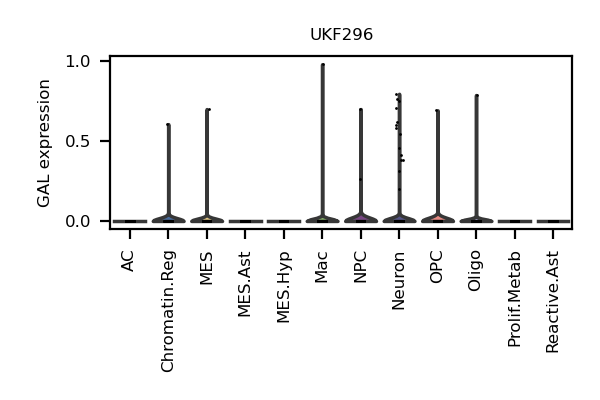 UKF296
GAL expression
1.0
0.5
0.0
AC
Chromatin.Reg
MES
MES.Ast
MES.Hyp
Mac
NPC
Neuron
OPC
Oligo
Prolif.Metab
Reactive.Ast